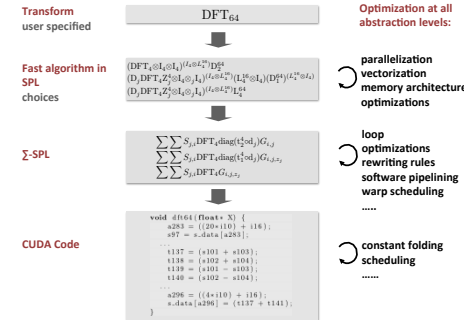 Transform
user specified
DFT₆₄
Optimization at all
abstraction levels:
Fast algorithm in
SPL
choices
parallelization
vectorization
memory architecture
optimizations
∑-SPL
loop
optimizations
rewriting rules
software pipelining
warp scheduling
.....
CUDA Code
void dft64(float* X) {
a283 = ((20*i10) + i16);
s97 = s_data[a283];
...
t137 = (s101 + s103);
t138 = (s102 + s104);
t139 = (s101 - s103);
t140 = (s102 - s104);
...
a296 = ((4*i10) + i16);
s_data[a296] = (t137 + t141);
}
constant folding
scheduling
......